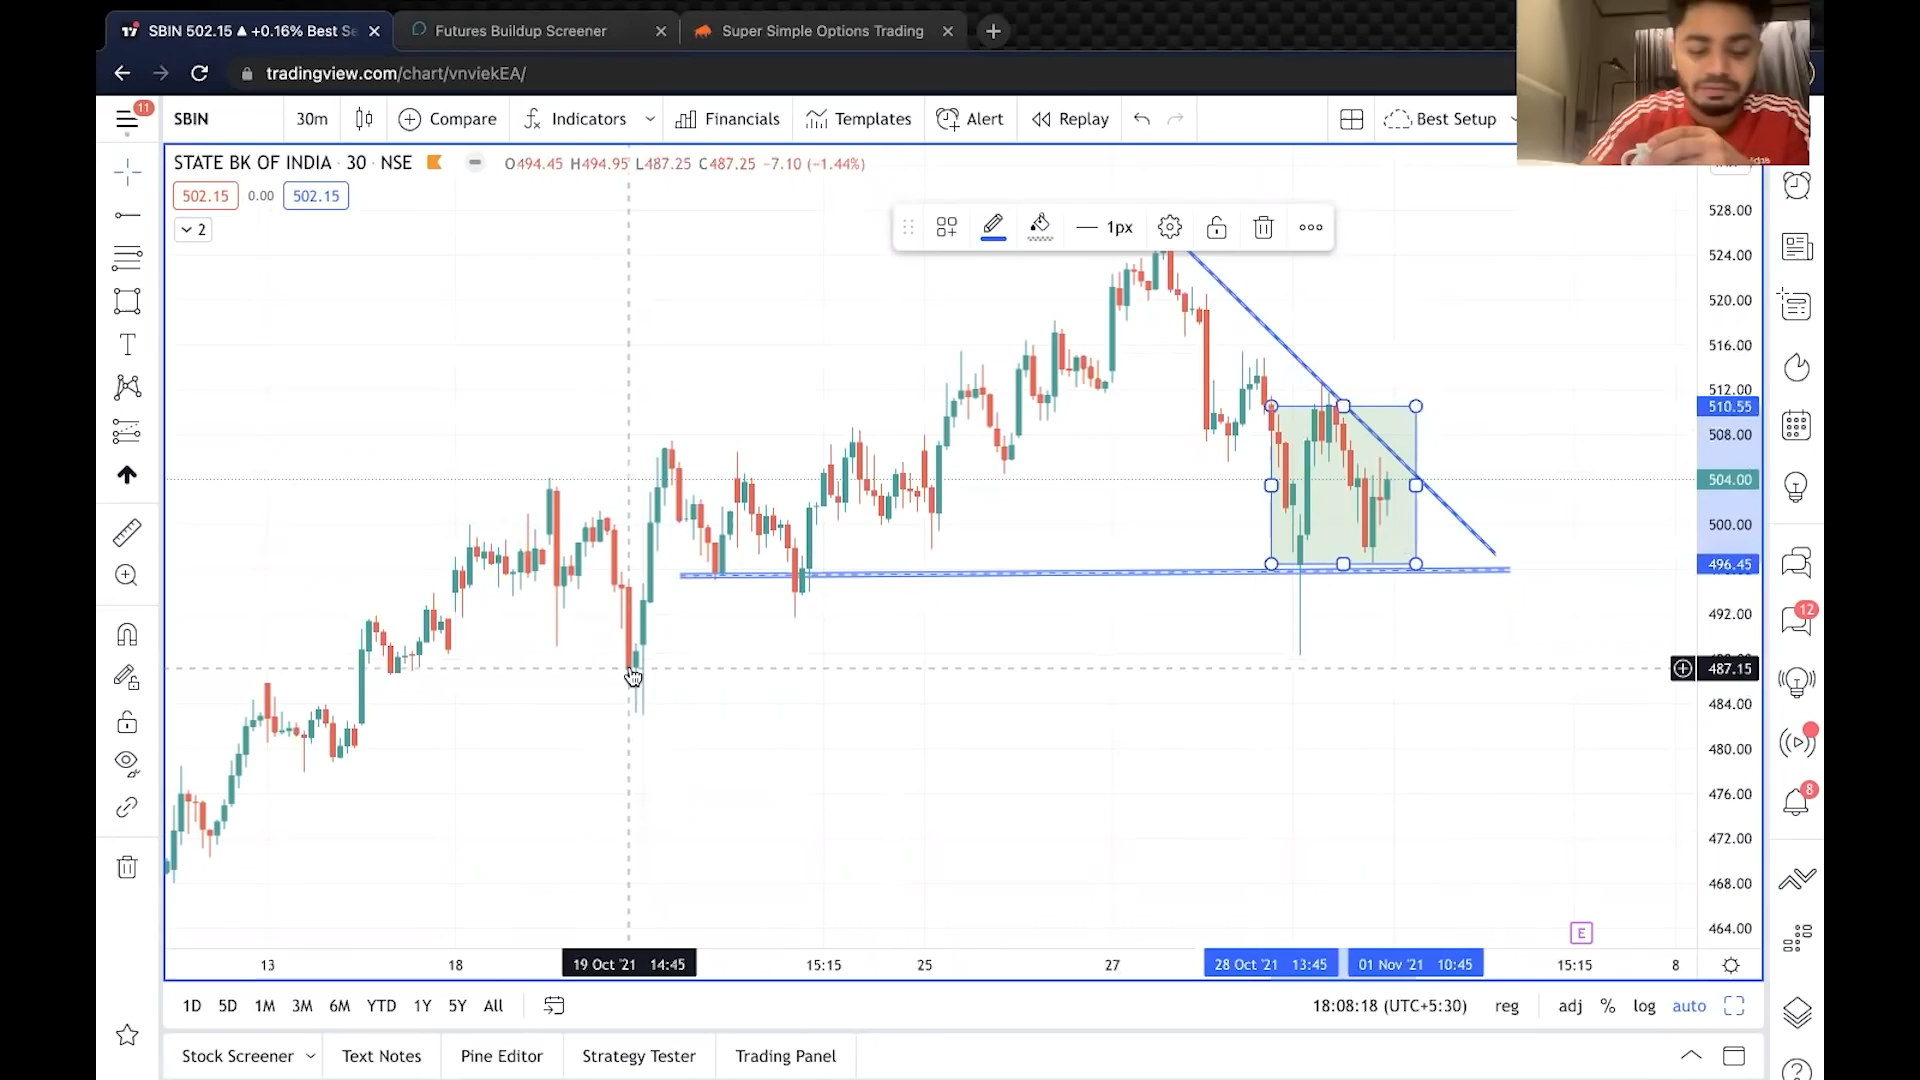 SBIN 502.15 ▲ +0.16% Best Se
Futures Buildup Screener
Super Simple Options Trading
tradingview.com/chart/vnviekEA/
11
SBIN
30m
Compare
Indicators
Financials
Templates
Alert
Replay
Best Setup
STATE BK OF INDIA · 30 · NSE
O494.45 H494.95 L487.25 C487.25 −7.10 (−1.44%)
502.15
0.00
502.15
2
1px
528.00
524.00
520.00
516.00
512.00
510.55
508.00
504.00
500.00
496.45
492.00
487.15
484.00
480.00
476.00
472.00
468.00
464.00
12
8
E
13
18
19 Oct '21 14:45
15:15
25
27
28 Oct '21 13:45
01 Nov '21 10:45
15:15
8
1D 5D 1M 3M 6M YTD 1Y 5Y All
18:08:18 (UTC+5:30)
reg
adj
%
log
auto
Stock Screener
Text Notes
Pine Editor
Strategy Tester
Trading Panel